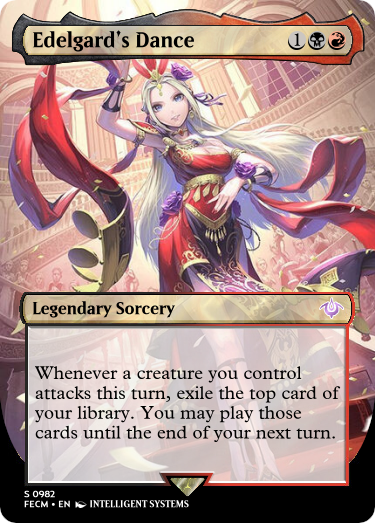 Edelgard's Dance 1
Legendary Sorcery
Whenever a creature you control
attacks this turn, exile the top card of
your library. You may play those
cards until the end of your next turn.
S 0982
FECM • EN INTELLIGENT SYSTEMS